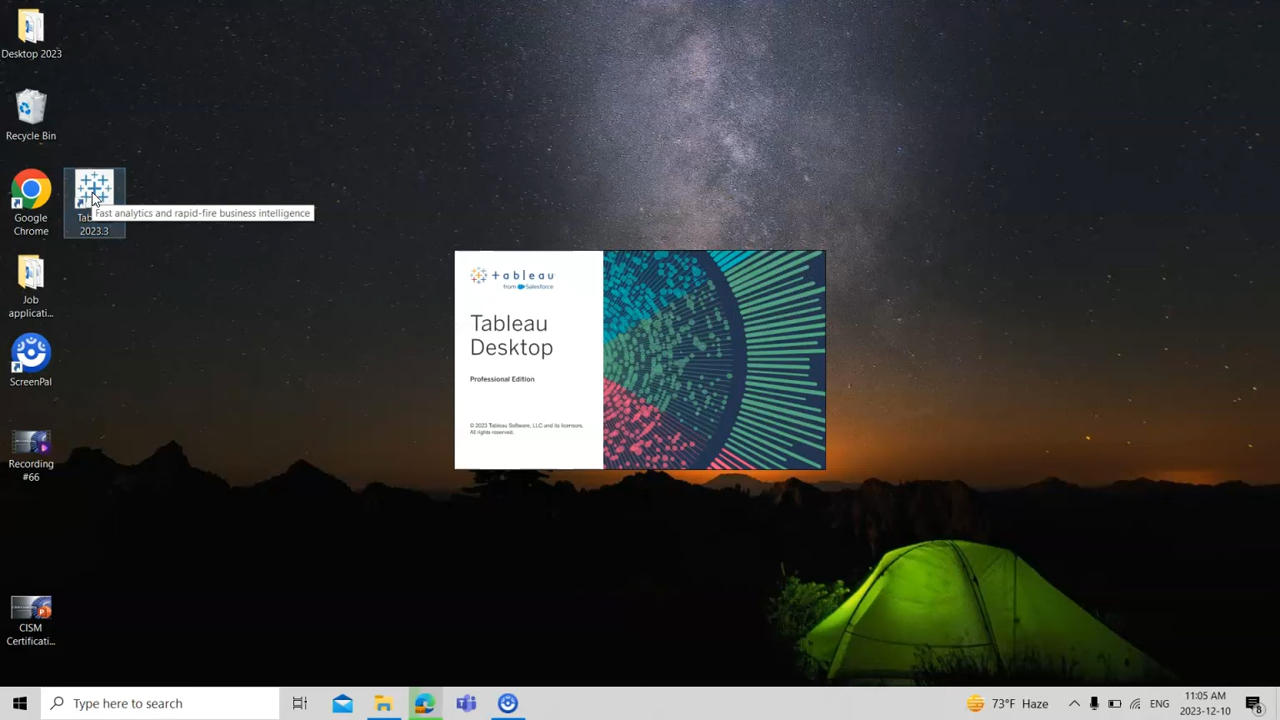 Desktop 2023
Recycle Bin
Google
Chrome
Tab
2023.3
Fast analytics and rapid-fire business intelligence
Job
applicati...
ScreenPal
Recording
#66
CISM
Certificati...
+ a b l e a u
from Salesforce
Tableau
Desktop
Professional Edition
© 2023 Tableau Software, LLC and its licensors.
All rights reserved.
Type here to search
73°F Haze
ENG
11:05 AM
2023-12-10
8